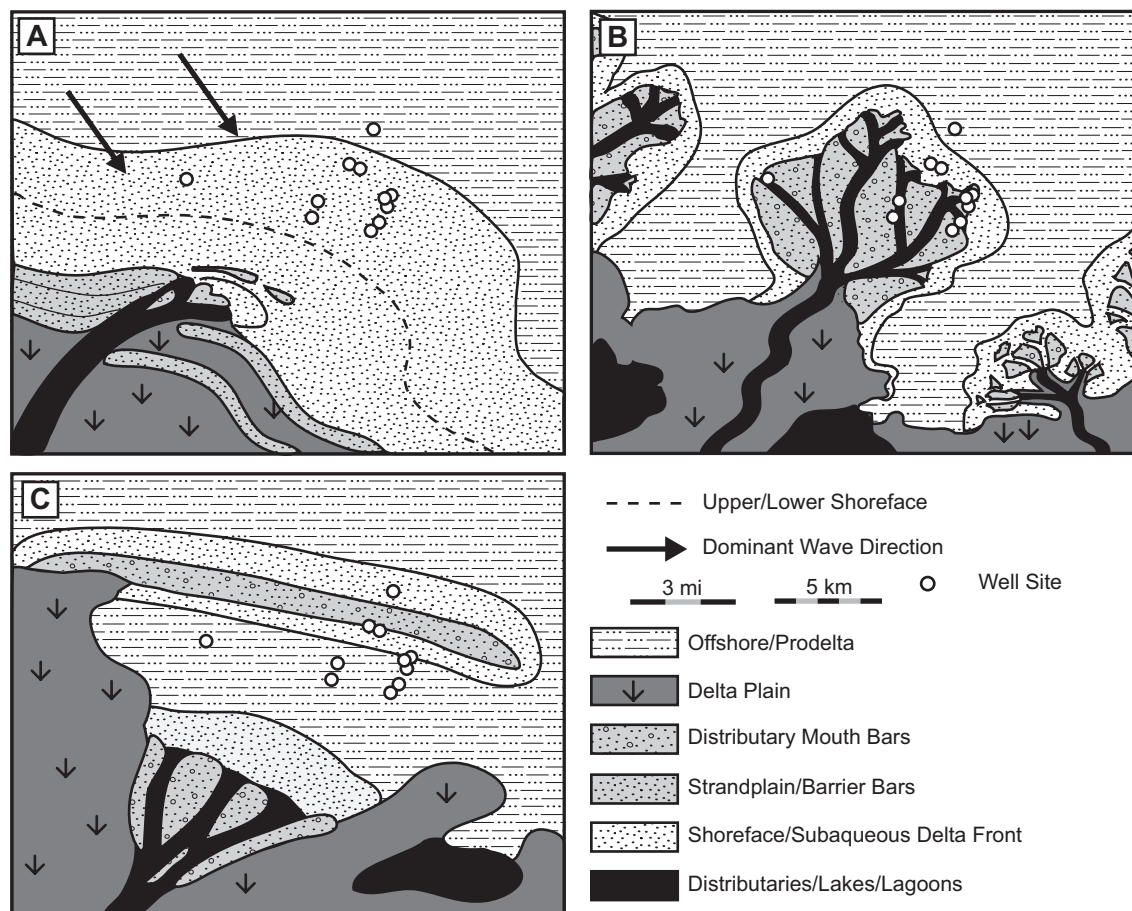 A
B
C
Upper/Lower Shoreface
Dominant Wave Direction
3 mi
5 km
Well Site
Offshore/Prodelta
Delta Plain
Distributary Mouth Bars
Strandplain/Barrier Bars
Shoreface/Subaqueous Delta Front
Distributaries/Lakes/Lagoons